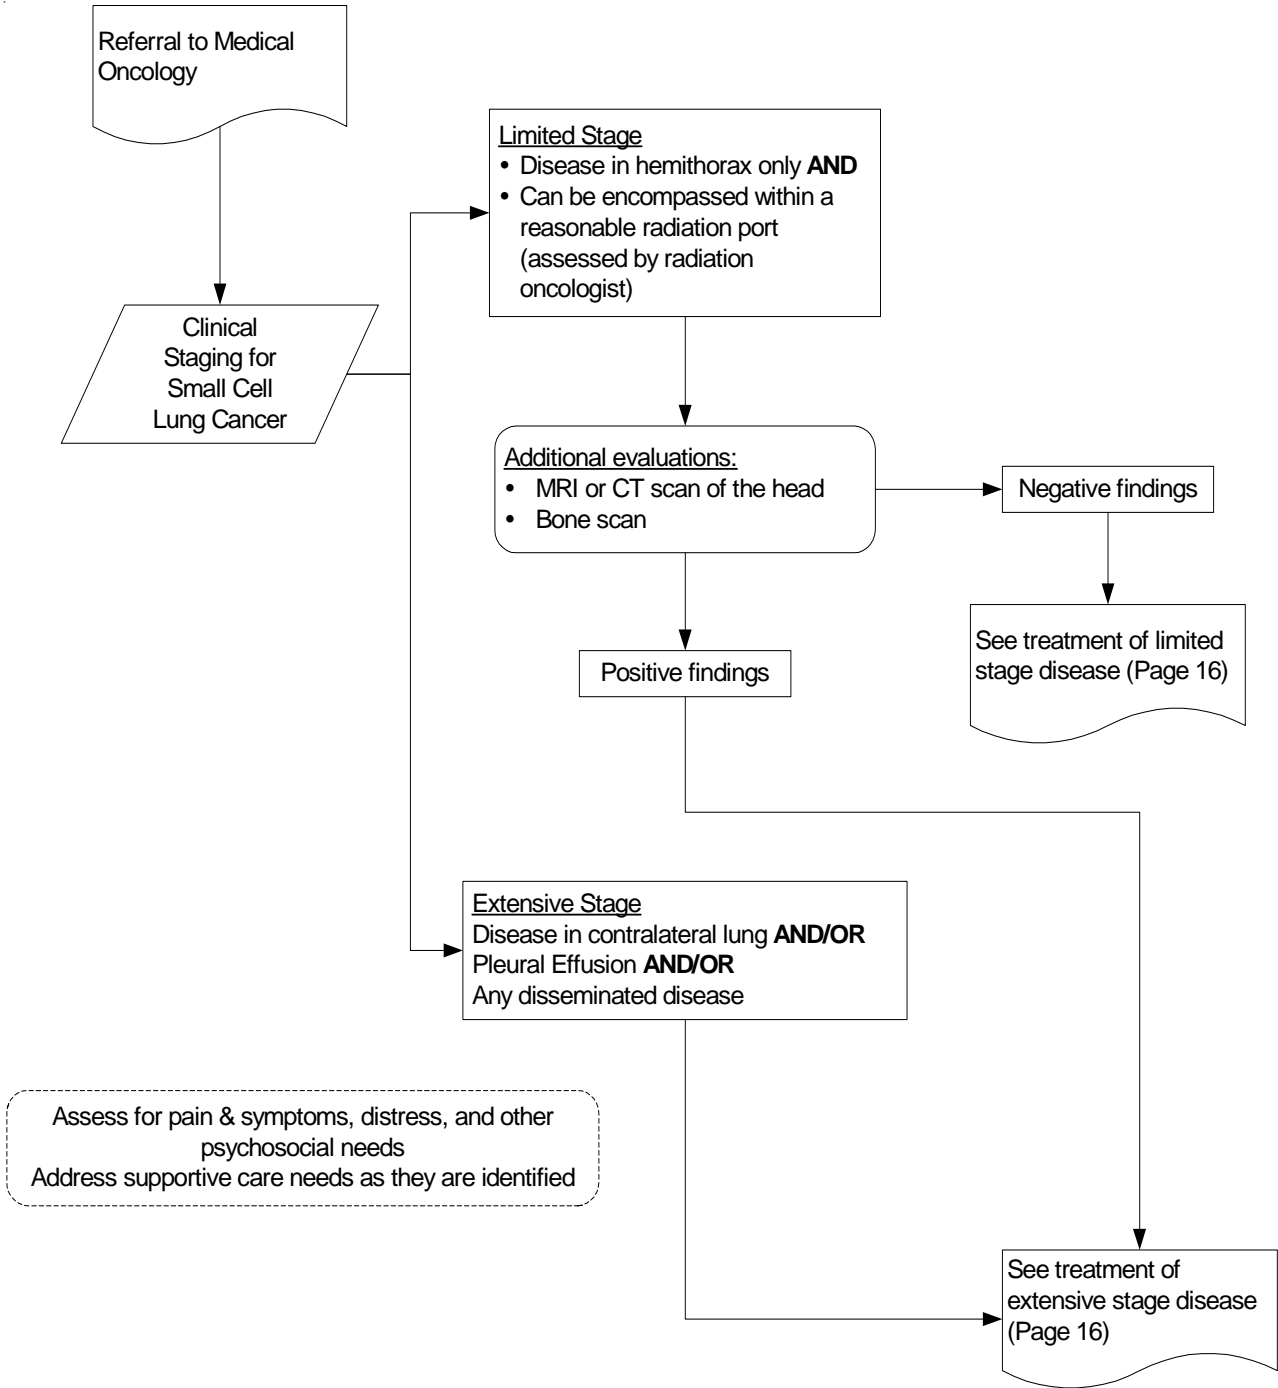 Referral to Medical
Oncology
Clinical
Staging for
Small Cell
Lung Cancer
Limited Stage
• Disease in hemithorax only AND
• Can be encompassed within a
reasonable radiation port
(assessed by radiation
oncologist)
Additional evaluations:
• MRI or CT scan of the head
• Bone scan
Negative findings
See treatment of limited
stage disease (Page 16)
Positive findings
Extensive Stage
Disease in contralateral lung AND/OR
Pleural Effusion AND/OR
Any disseminated disease
Assess for pain & symptoms, distress, and other
psychosocial needs
Address supportive care needs as they are identified
See treatment of
extensive stage disease
(Page 16)